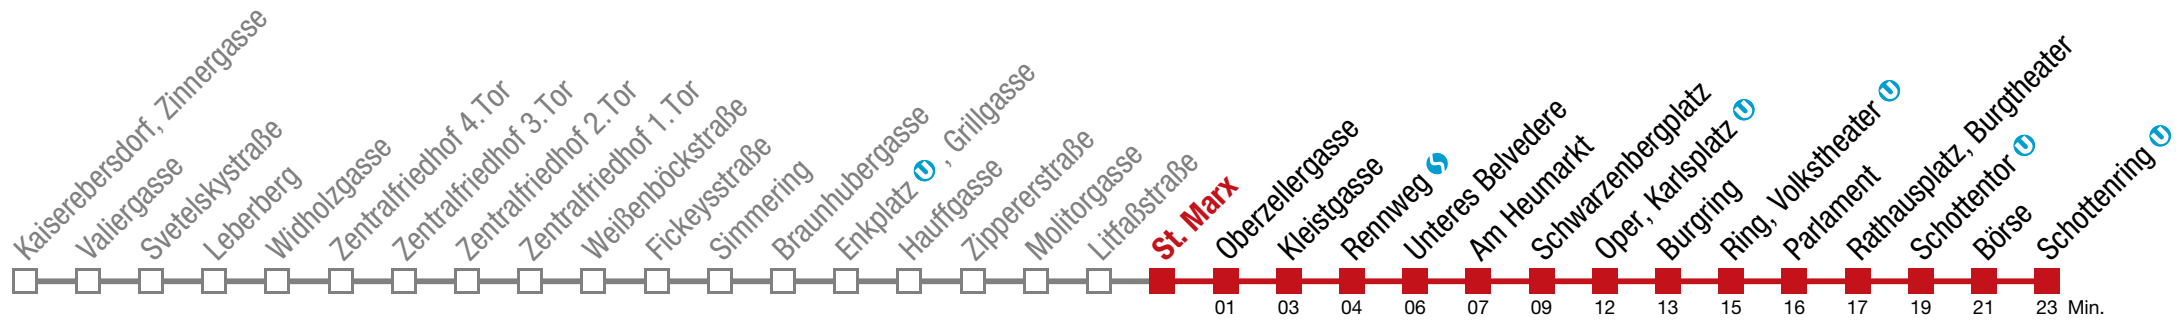 Kaiserebersdorf, Zinnergasse
Valiergasse
Svetelskystraße
Leberberg
Widholzgasse
Zentralfriedhof 4. Tor
Zentralfriedhof 3. Tor
Zentralfriedhof 2. Tor
Zentralfriedhof 1. Tor
Weißenböckstraße
Fickeysstraße
Simmering
Braunhubergasse
Enkplatz U , Grillgasse
Hauffgasse
Zippererstraße
Molitorgasse
Litfaßstraße
St. Marx
Oberzellergasse
Kleistgasse
Rennweg S
Unteres Belvedere
Am Heumarkt
Schwarzenbergplatz
Oper, Karlsplatz U
Burgring
Ring, Volkstheater U
Parlament
Rathausplatz, Burgtheater
Schottentor U
Börse
Schottenring U
01 03 04 06 07 09 12 13 15 16 17 19 21 23 Min.